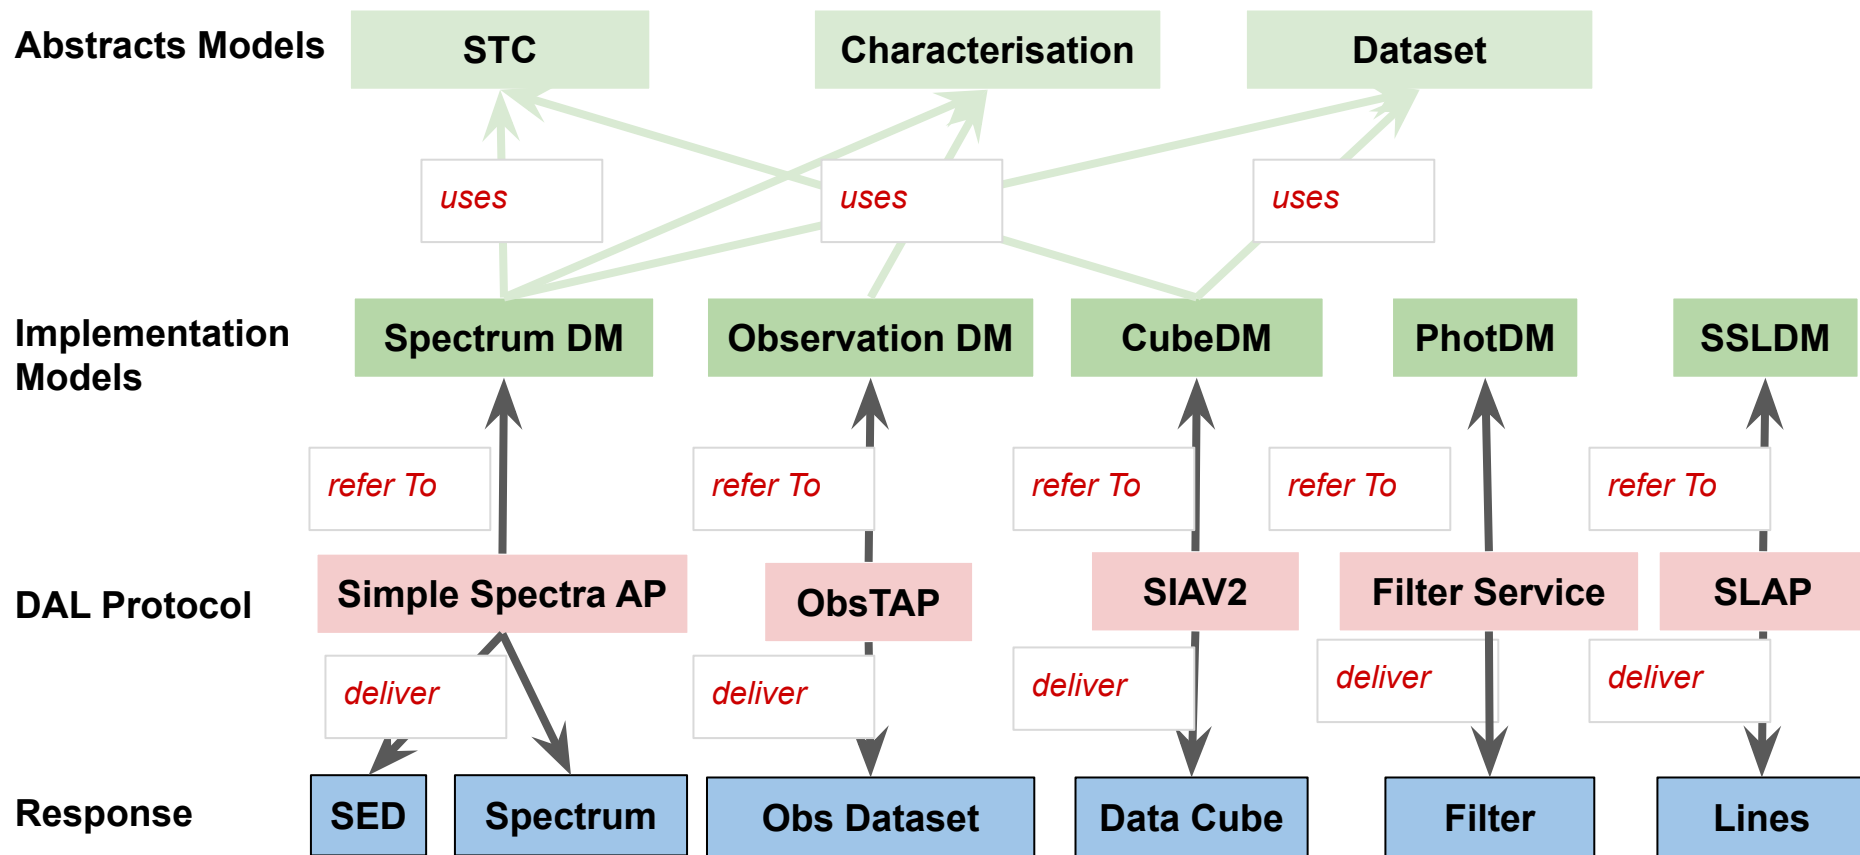 Abstracts Models
STC
Characterisation
Dataset
uses
uses
uses
Implementation
Models
Spectrum DM
Observation DM
CubeDM
PhotDM
SSLDM
refer To
refer To
refer To
refer To
refer To
DAL Protocol
Simple Spectra AP
ObsTAP
SIAV2
Filter Service
SLAP
deliver
deliver
deliver
deliver
deliver
Response
SED
Spectrum
Obs Dataset
Data Cube
Filter
Lines